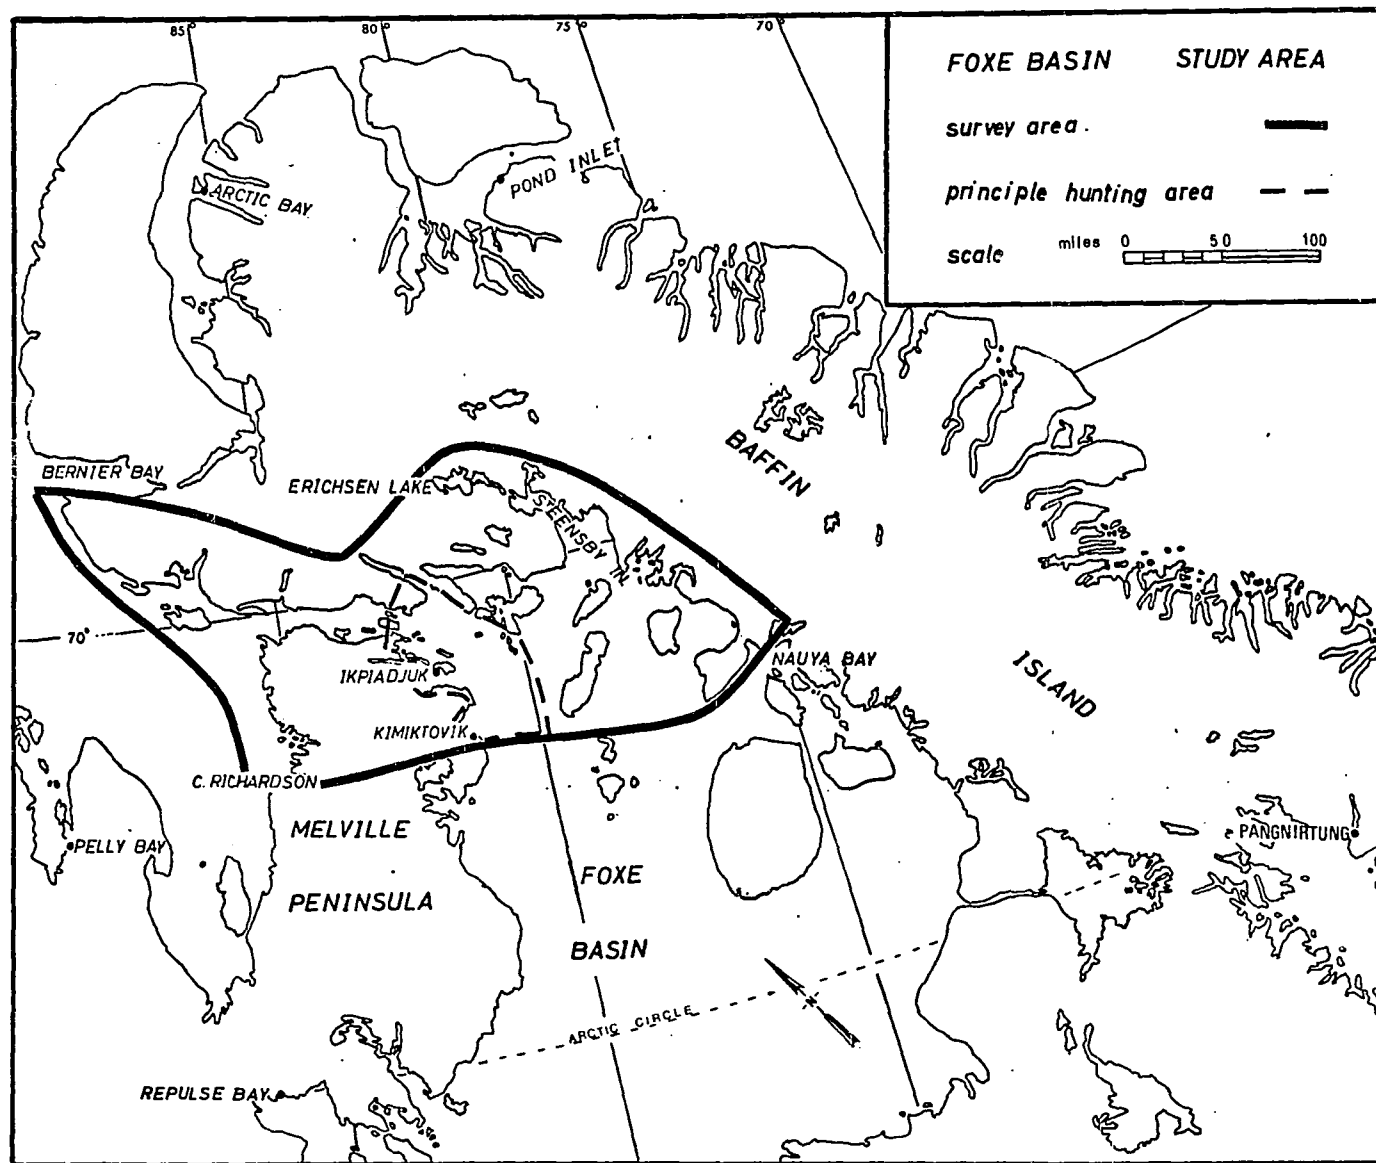 85° 80° 75° 70°
FOXE BASIN STUDY AREA
survey area.
principle hunting area
scale miles 0 50 100
POND INLET
ARCTIC BAY
BAFFIN
BERNIER BAY
ERICHSEN LAKE
STEENSBY IN.
70°
ISLAND
NAUYA BAY
IKPIADJUK
KIMIKTOVIK
C. RICHARDSON
MELVILLE
PELLY BAY
PANGNIRTUNG
FOXE
PENINSULA
BASIN
N
ARCTIC CIRCLE
REPULSE BAY